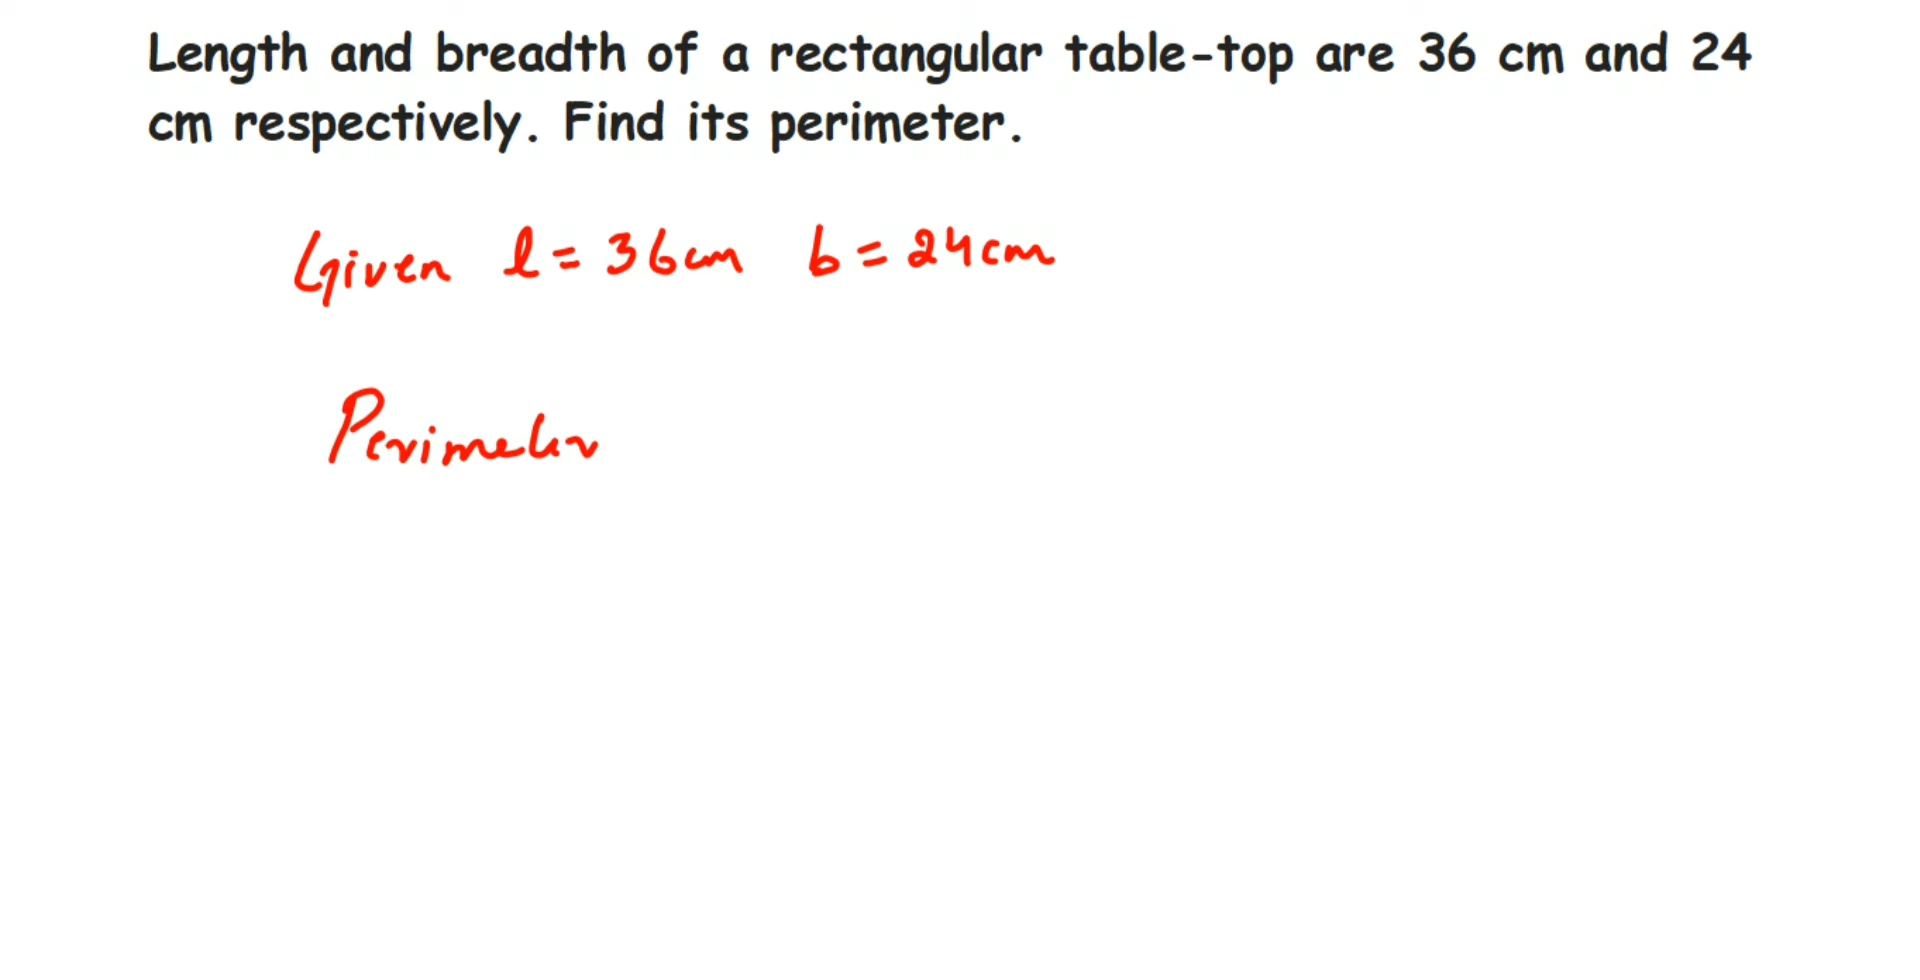 Length and breadth of a rectangular table-top are 36 cm and 24
cm respectively. Find its perimeter.
Given l = 36cm b = 24cm
Perimeter